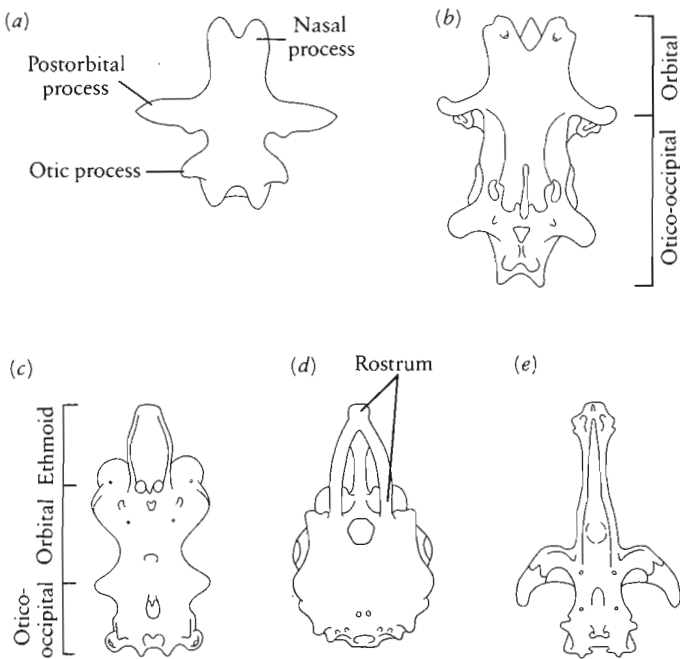 (a)
Nasal
process
Postorbital
process
Otic process
(b)
Orbital
Otico-occipital
(c)
Ethmoid
Orbital
Otico-
occipital
(d)
Rostrum
(e)